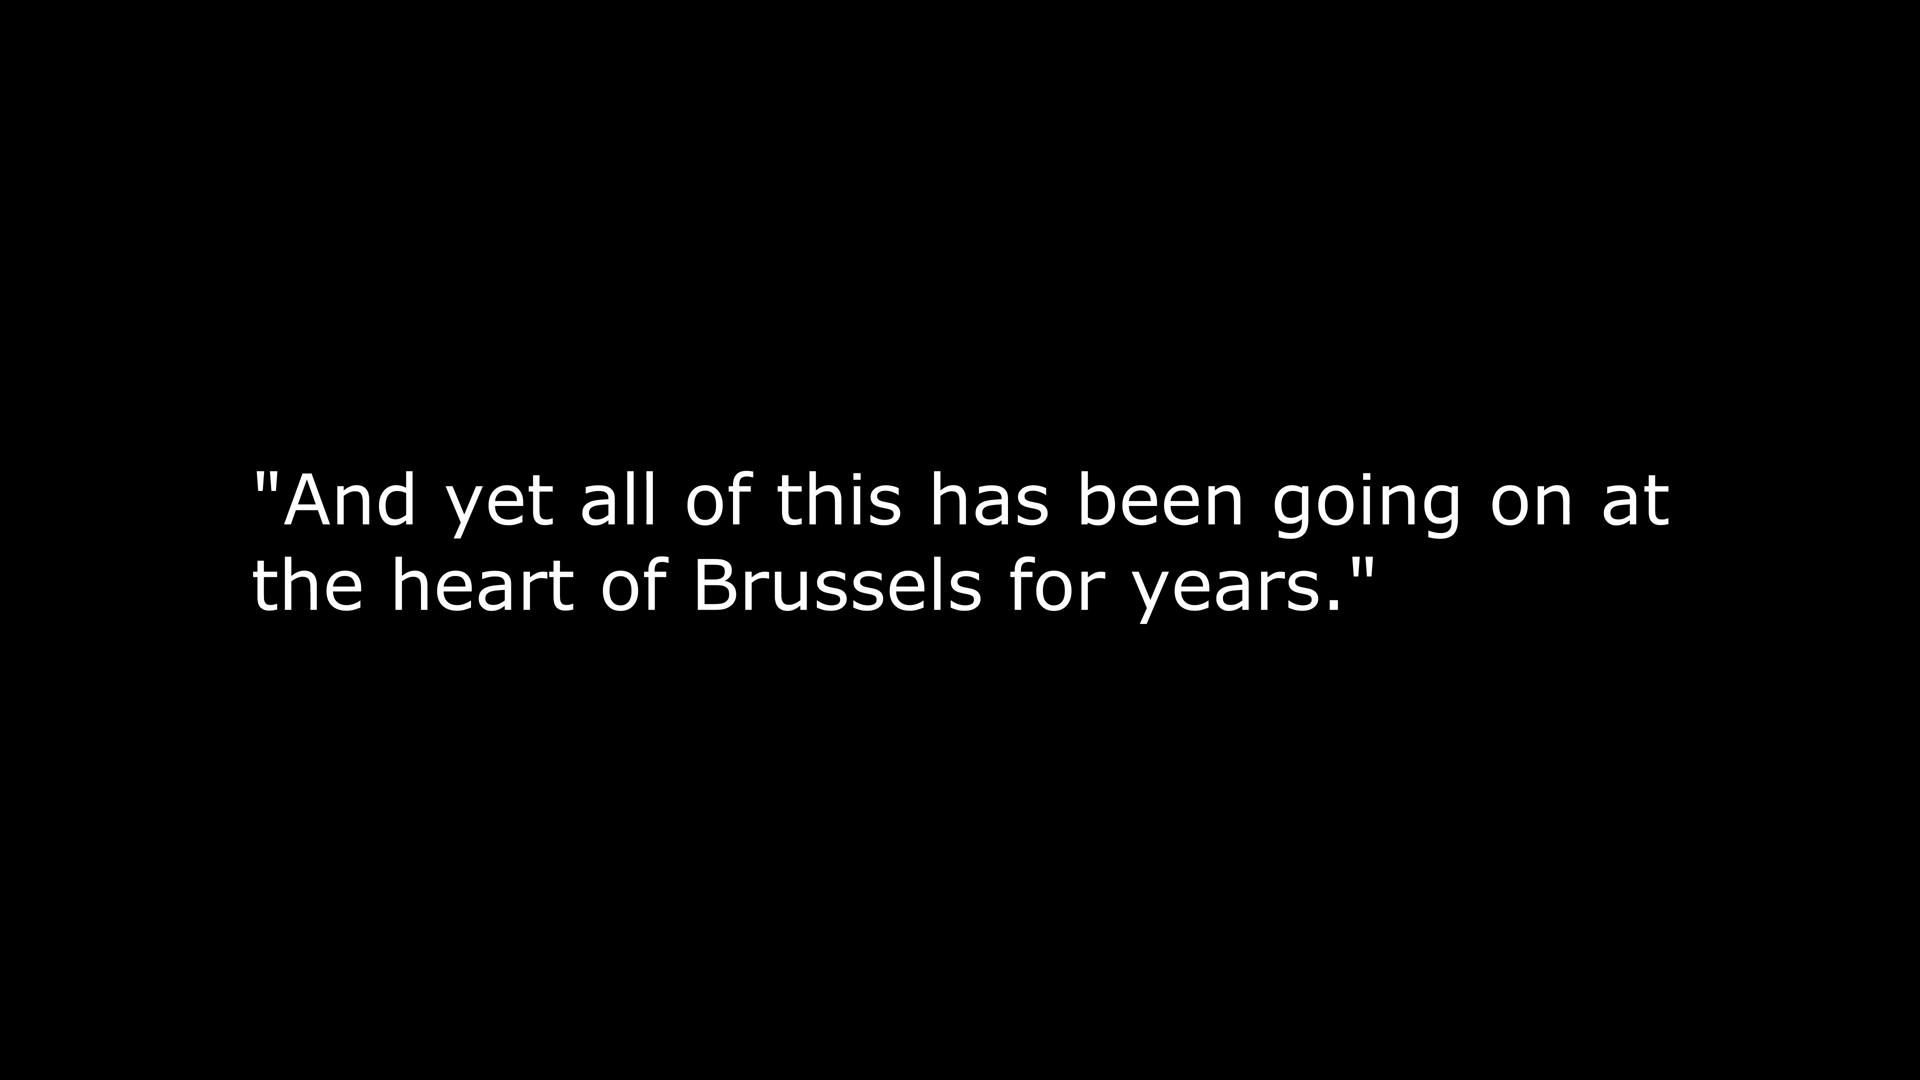 "And yet all of this has been going on at
the heart of Brussels for years."